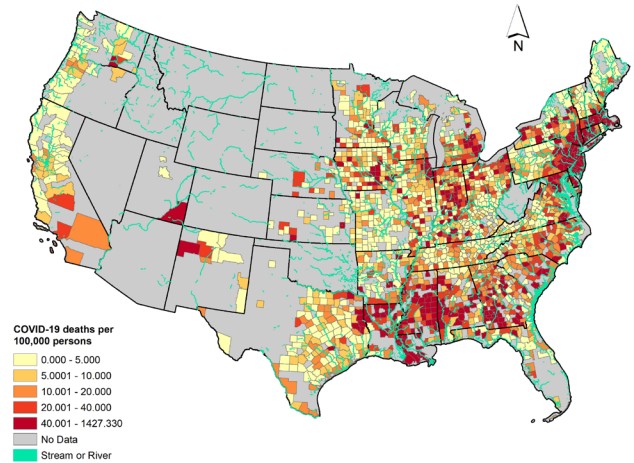 N
COVID-19 deaths per
100,000 persons
0.000 - 5.000
5.0001 - 10.000
10.001 - 20.000
20.001 - 40.000
40.001 - 1427.330
No Data
Stream or River